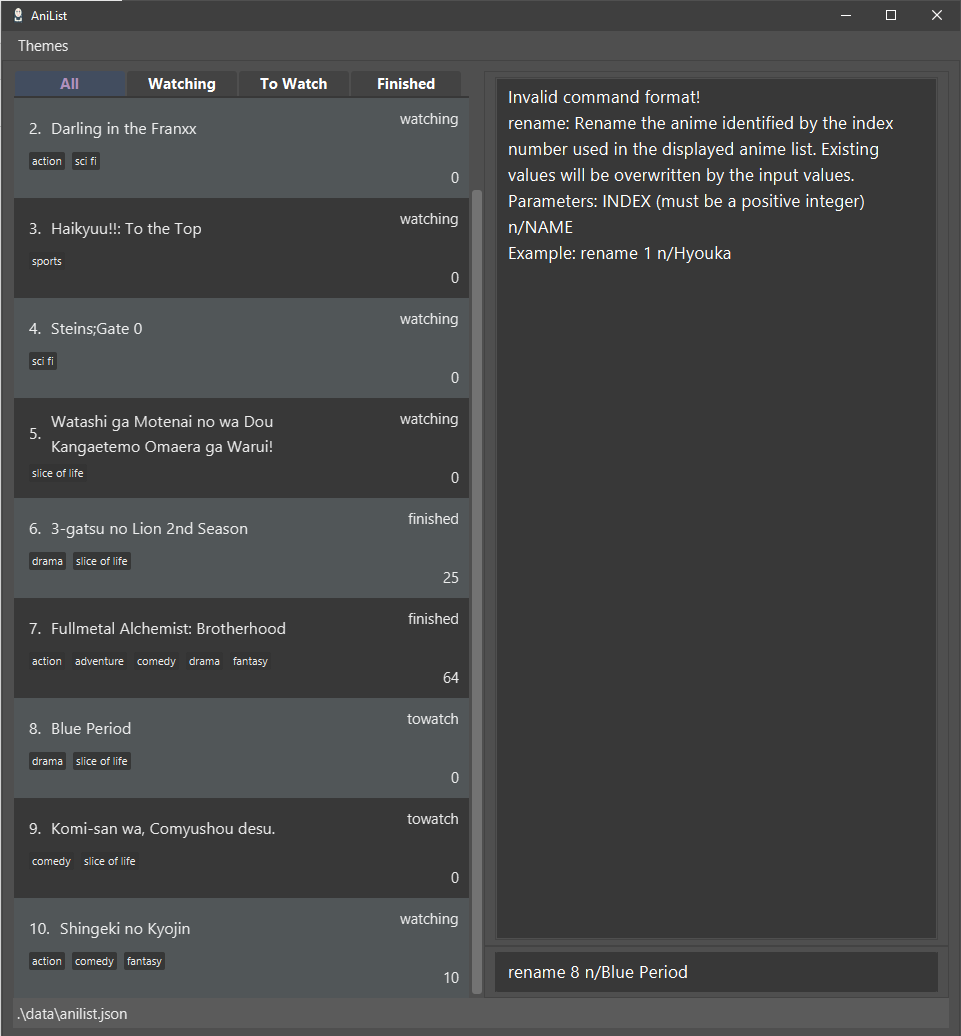 AniList
Themes
All Watching To Watch Finished
2. Darling in the Franxx watching
action sci fi
0
3. Haikyuu!!: To the Top watching
sports
0
4. Steins;Gate 0 watching
sci fi
0
5. Watashi ga Motenai no wa Dou
Kangaetemo Omaera ga Warui! watching
slice of life
0
6. 3-gatsu no Lion 2nd Season finished
drama slice of life
25
7. Fullmetal Alchemist: Brotherhood finished
action adventure comedy drama fantasy
64
8. Blue Period towatch
drama slice of life
0
9. Komi-san wa, Comyushou desu. towatch
comedy slice of life
0
10. Shingeki no Kyojin watching
action comedy fantasy
10
Invalid command format!
rename: Rename the anime identified by the index
number used in the displayed anime list. Existing
values will be overwritten by the input values.
Parameters: INDEX (must be a positive integer)
n/NAME
Example: rename 1 n/Hyouka
rename 8 n/Blue Period
.\data\anilist.json